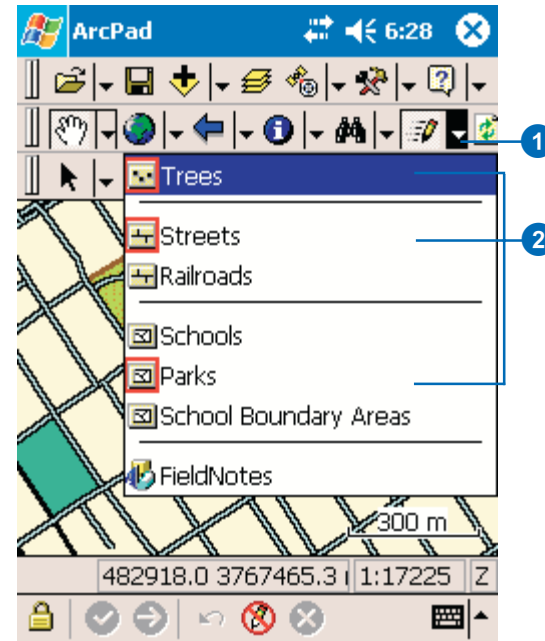 ArcPad 6:28
1
Trees
2
Streets
Railroads
Schools
Parks
School Boundary Areas
FieldNotes
300 m
482918.0 3767465.3 1:17225 Z